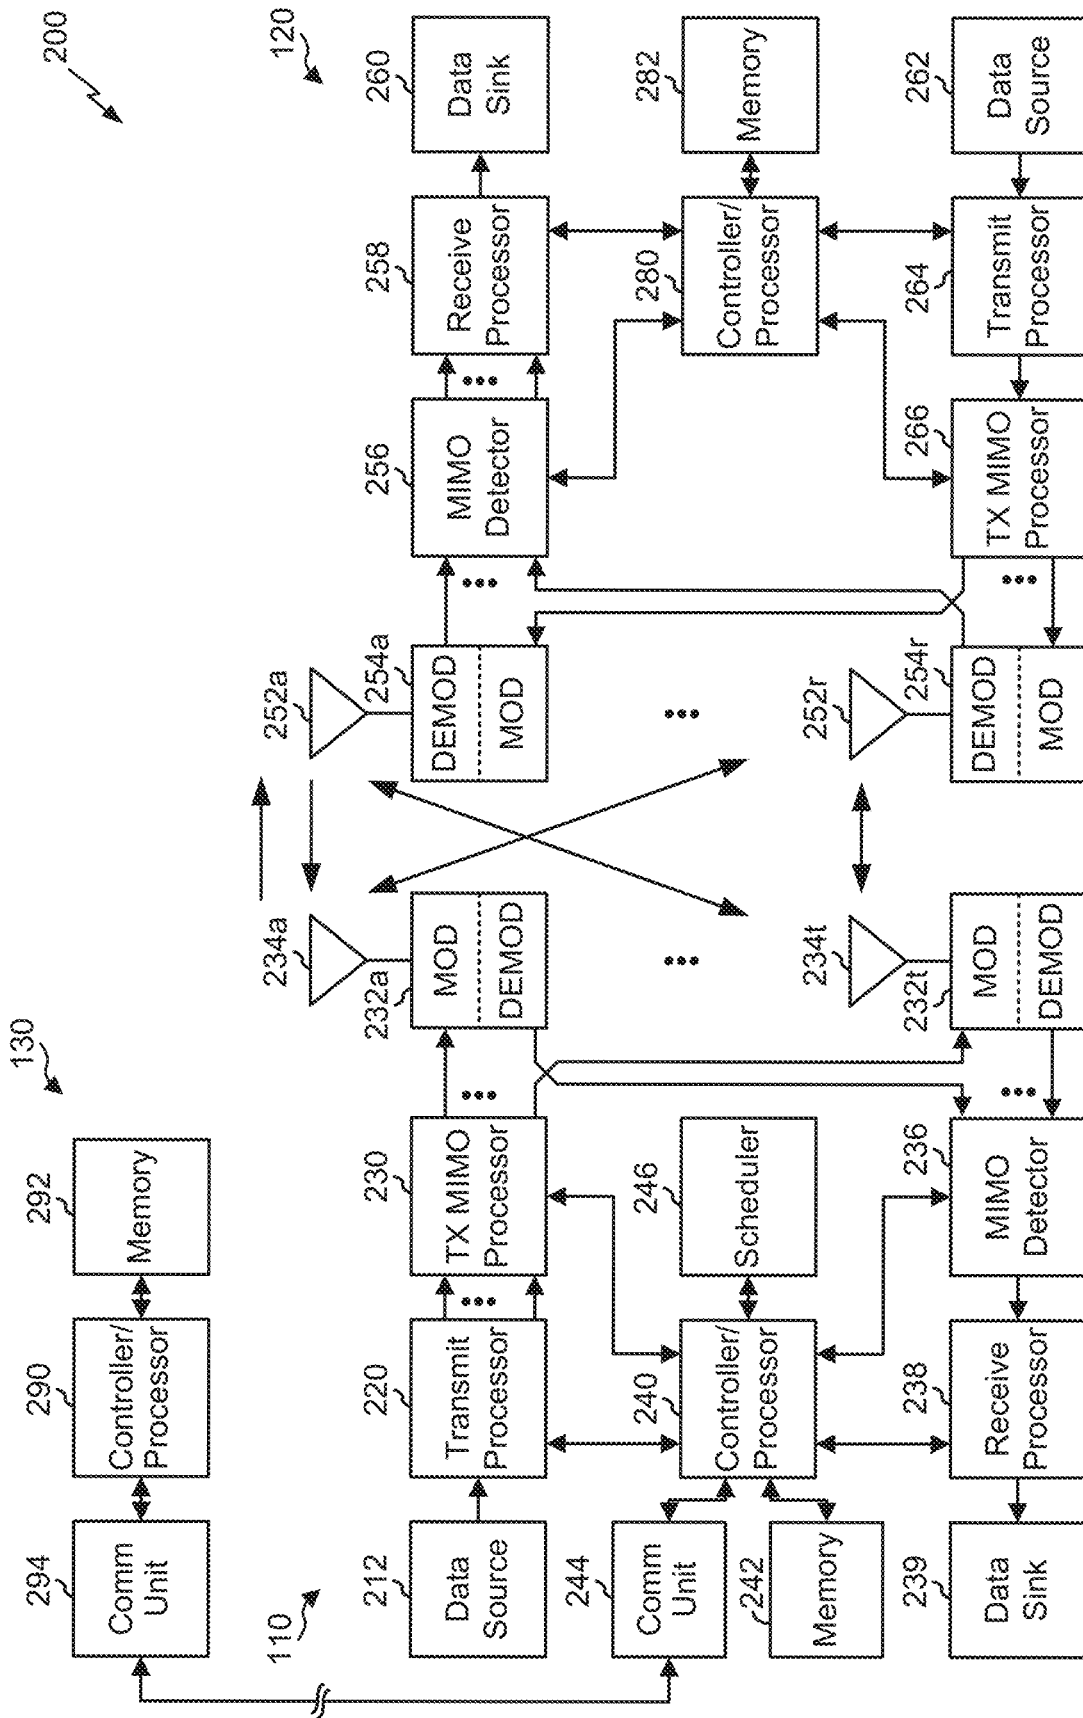 200
130
294
Comm
Unit
290
Controller/
Processor
292
Memory
110
120
212
Data
Source
220
Transmit
Processor
230
TX MIMO
Processor
232a
MOD
DEMOD
234a
252a
254a
DEMOD
MOD
256
MIMO
Detector
258
Receive
Processor
260
Data
Sink
244
Comm
Unit
242
Memory
240
Controller/
Processor
246
Scheduler
280
Controller/
Processor
282
Memory
239
Data
Sink
238
Receive
Processor
236
MIMO
Detector
232t
MOD
DEMOD
234t
252r
254r
DEMOD
MOD
266
TX MIMO
Processor
264
Transmit
Processor
262
Data
Source